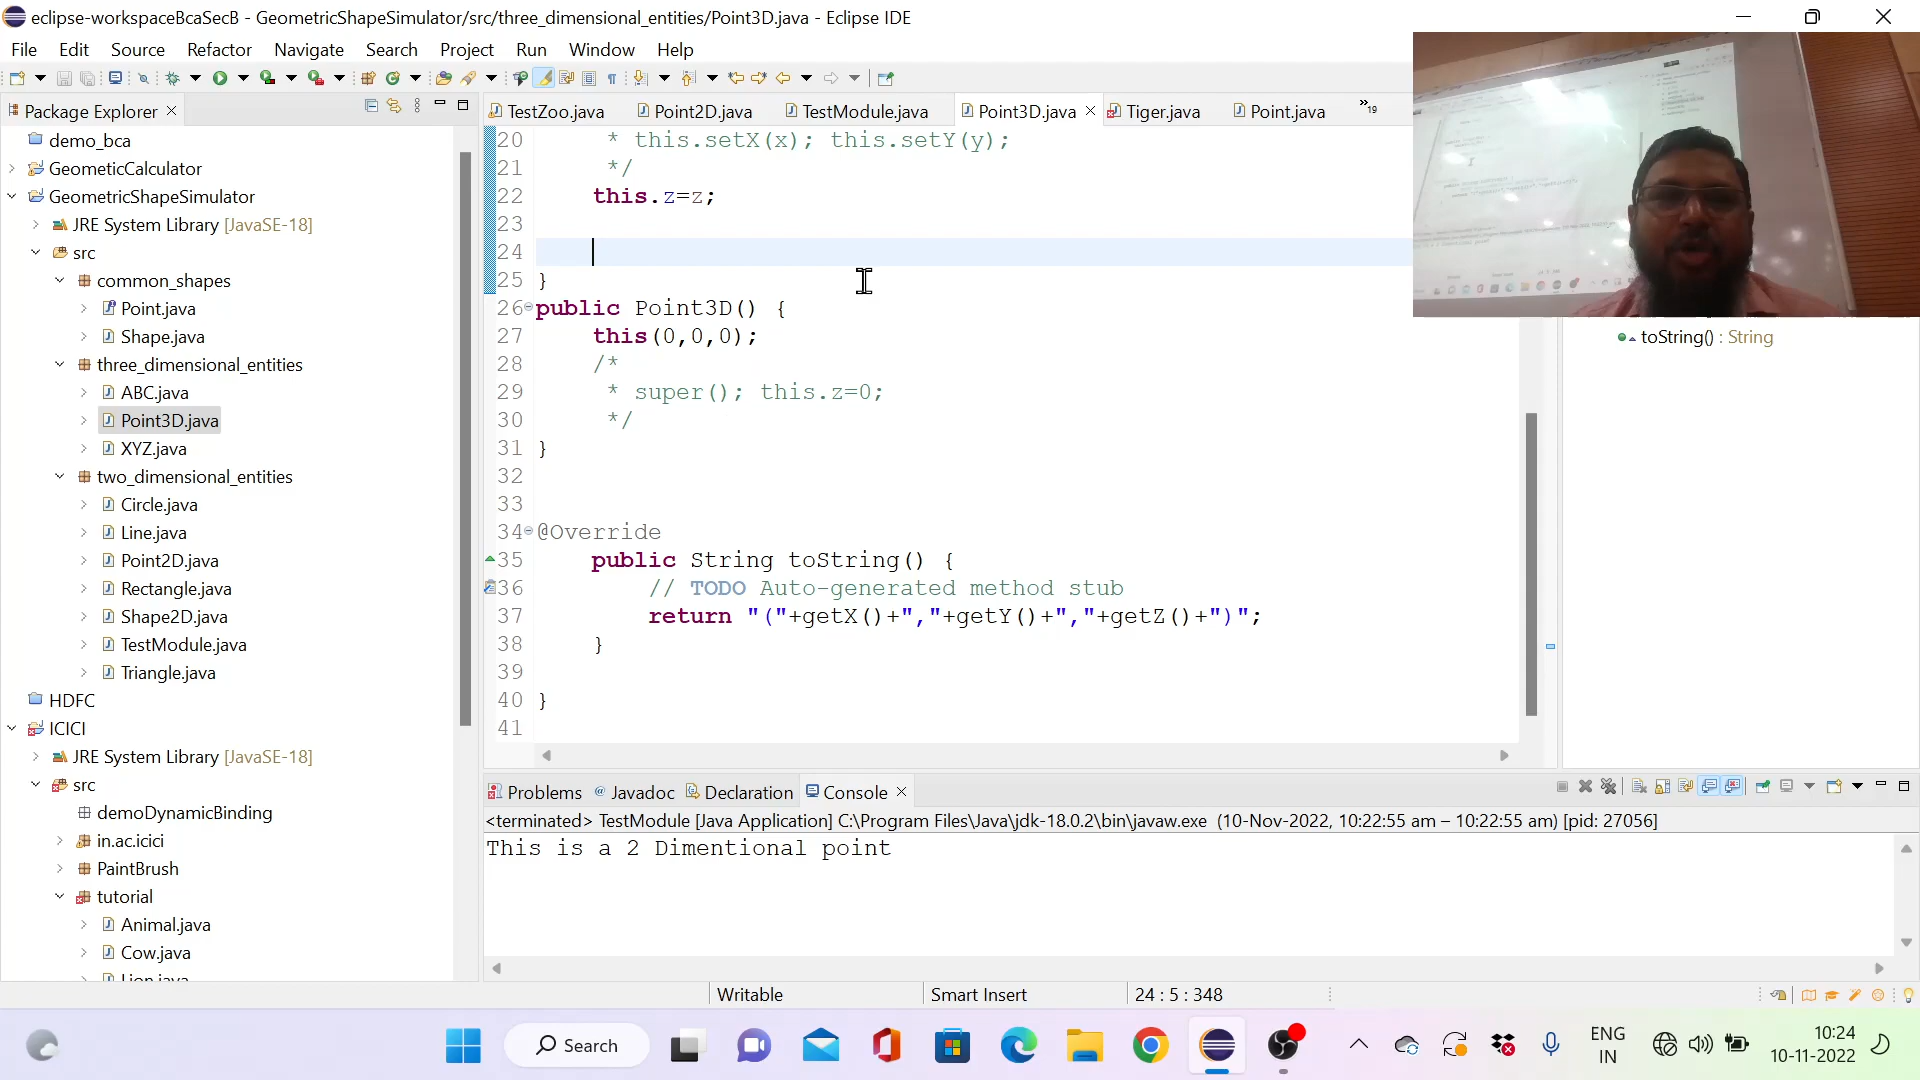 eclipse-workspaceBcaSecB - GeometricShapeSimulator/src/three_dimensional_entities/Point3D.java - Eclipse IDE
File Edit Source Refactor Navigate Search Project Run Window Help
Package Explorer
TestZoo.java Point2D.java TestModule.java Point3D.java Tiger.java Point.java »19
demo_bca
GeometicCalculator
GeometricShapeSimulator
JRE System Library [JavaSE-18]
src
common_shapes
Point.java
Shape.java
three_dimensional_entities
ABC.java
Point3D.java
XYZ.java
two_dimensional_entities
Circle.java
Line.java
Point2D.java
Rectangle.java
Shape2D.java
TestModule.java
Triangle.java
HDFC
ICICI
JRE System Library [JavaSE-18]
src
demoDynamicBinding
in.ac.icici
PaintBrush
tutorial
Animal.java
Cow.java
Lion.java
20 * this.setX(x); this.setY(y);
21 */
22 this.z=z;
23
24
25 }
26 public Point3D() {
27 this(0,0,0);
28 /*
29 * super(); this.z=0;
30 */
31 }
32
33
34 @Override
35 public String toString() {
36 // TODO Auto-generated method stub
37 return "("+getX()+","+getY()+","+getZ()+")";
38 }
39
40 }
41
toString() : String
Problems @ Javadoc Declaration Console
<terminated> TestModule [Java Application] C:\Program Files\Java\jdk-18.0.2\bin\javaw.exe (10-Nov-2022, 10:22:55 am – 10:22:55 am) [pid: 27056]
This is a 2 Dimentional point
Writable Smart Insert 24 : 5 : 348
Search
ENG
IN
10:24
10-11-2022